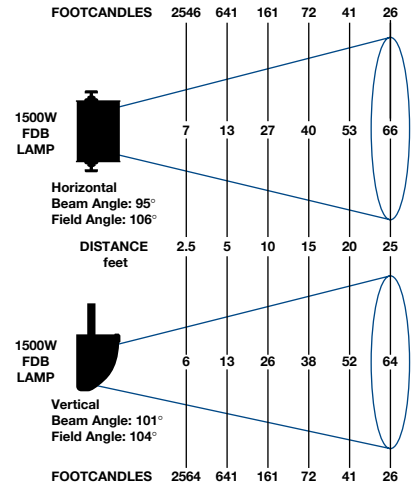 FOOTCANDLES 2546 641 161 72 41 26
1500W
FDB
LAMP
7 13 27 40 53 66
Horizontal
Beam Angle: 95°
Field Angle: 106°
DISTANCE 2.5 5 10 15 20 25
feet
1500W
FDB
LAMP
6 13 26 38 52 64
Vertical
Beam Angle: 101°
Field Angle: 104°
FOOTCANDLES 2564 641 161 72 41 26